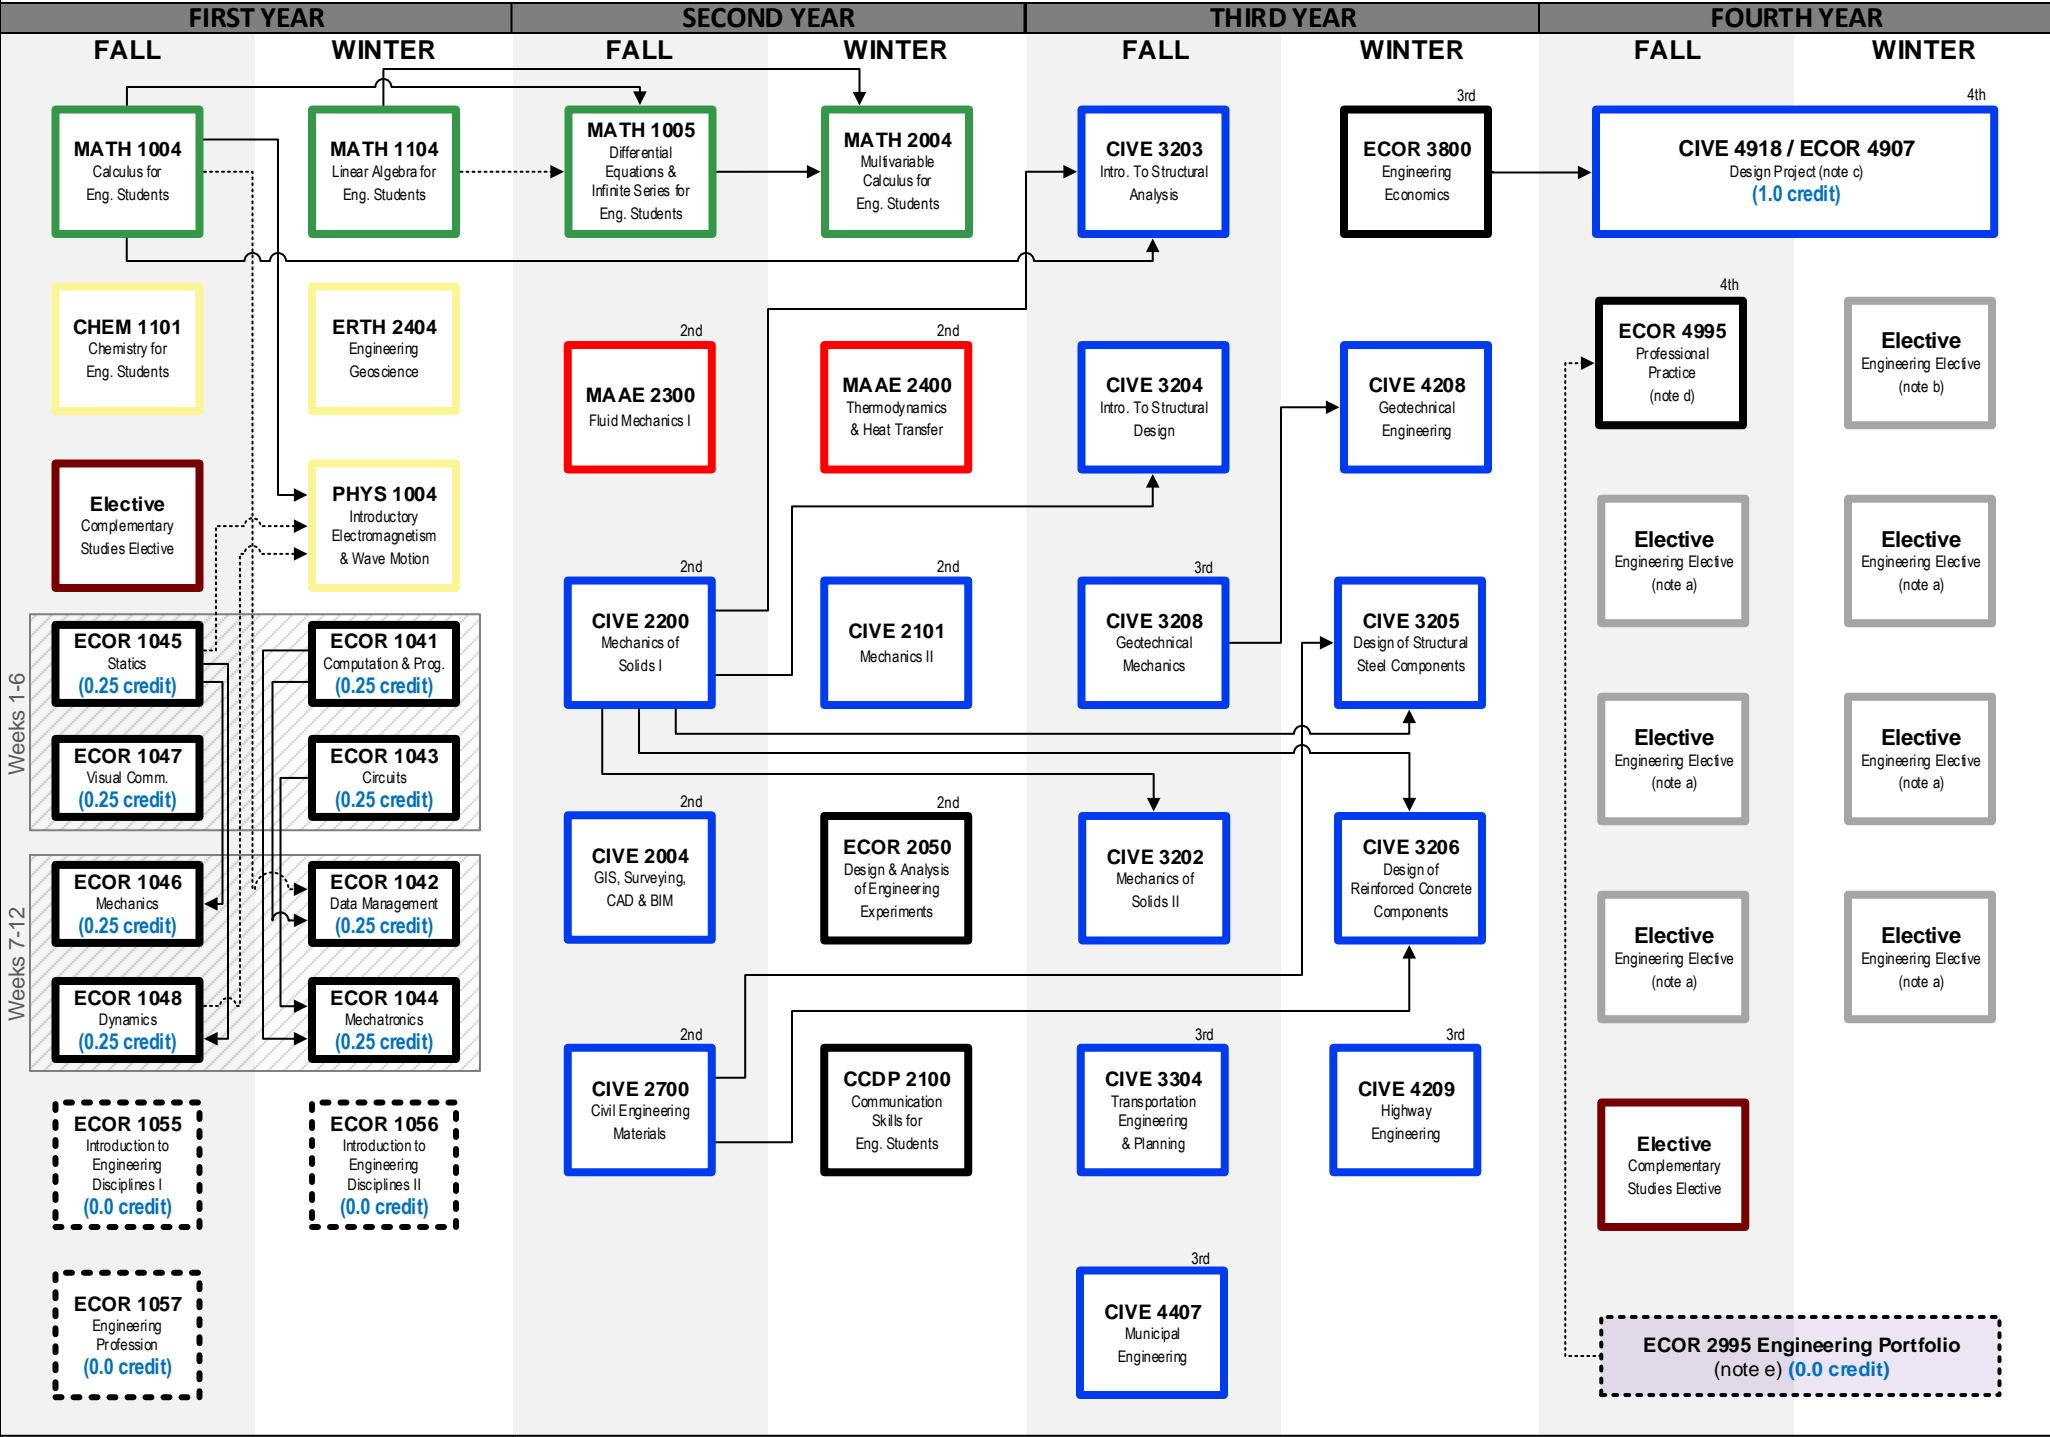 FIRST YEAR
SECOND YEAR
THIRD YEAR
FOURTH YEAR
FALL
WINTER
FALL
WINTER
FALL
WINTER
FALL
WINTER
MATH 1004
Calculus for
Eng. Students
MATH 1104
Linear Algebra for
Eng. Students
MATH 1005
Differential
Equations &
Infinite Series for
Eng. Students
MATH 2004
Multivariable
Calculus for
Eng. Students
CIVE 3203
Intro. To Structural
Analysis
3rd
ECOR 3800
Engineering
Economics
4th
CIVE 4918 / ECOR 4907
Design Project (note c)
(1.0 credit)
CHEM 1101
Chemistry for
Eng. Students
ERTH 2404
Engineering
Geoscience
2nd
MAAE 2300
Fluid Mechanics I
2nd
MAAE 2400
Thermodynamics
& Heat Transfer
CIVE 3204
Intro. To Structural
Design
CIVE 4208
Geotechnical
Engineering
4th
ECOR 4995
Professional
Practice
(note d)
Elective
Engineering Elective
(note b)
Elective
Complementary
Studies Elective
PHYS 1004
Introductory
Electromagnetism
& Wave Motion
2nd
CIVE 2200
Mechanics of
Solids I
2nd
CIVE 2101
Mechanics II
3rd
CIVE 3208
Geotechnical
Mechanics
CIVE 3205
Design of Structural
Steel Components
Elective
Engineering Elective
(note a)
Elective
Engineering Elective
(note a)
Weeks 1-6
ECOR 1045
Statics
(0.25 credit)
ECOR 1041
Computation & Prog.
(0.25 credit)
ECOR 1047
Visual Comm.
(0.25 credit)
ECOR 1043
Circuits
(0.25 credit)
Elective
Engineering Elective
(note a)
Elective
Engineering Elective
(note a)
Weeks 7-12
ECOR 1046
Mechanics
(0.25 credit)
ECOR 1042
Data Management
(0.25 credit)
ECOR 1048
Dynamics
(0.25 credit)
ECOR 1044
Mechatronics
(0.25 credit)
2nd
CIVE 2004
GIS, Surveying,
CAD & BIM
2nd
ECOR 2050
Design & Analysis
of Engineering
Experiments
CIVE 3202
Mechanics of
Solids II
CIVE 3206
Design of
Reinforced Concrete
Components
Elective
Engineering Elective
(note a)
Elective
Engineering Elective
(note a)
ECOR 1055
Introduction to
Engineering
Disciplines I
(0.0 credit)
ECOR 1056
Introduction to
Engineering
Disciplines II
(0.0 credit)
2nd
CIVE 2700
Civil Engineering
Materials
CCDP 2100
Communication
Skills for
Eng. Students
3rd
CIVE 3304
Transportation
Engineering
& Planning
3rd
CIVE 4209
Highway
Engineering
Elective
Complementary
Studies Elective
ECOR 1057
Engineering
Profession
(0.0 credit)
3rd
CIVE 4407
Municipal
Engineering
ECOR 2995 Engineering Portfolio
(note e) (0.0 credit)